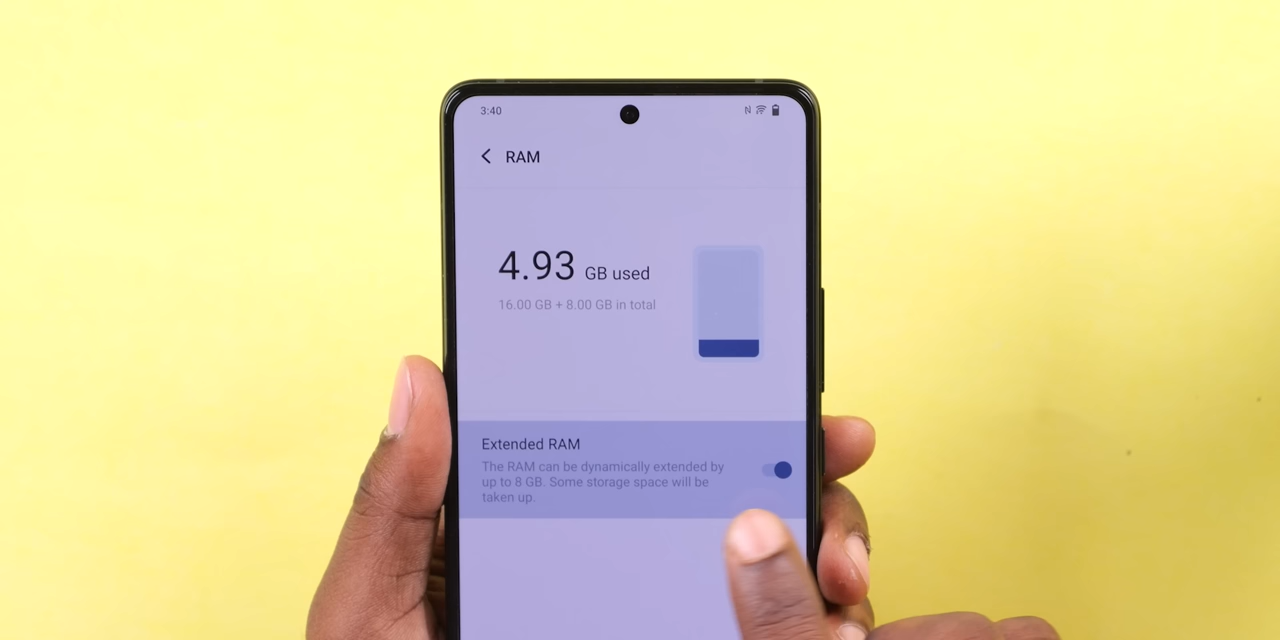 3:40
RAM
4.93 GB used
16.00 GB + 8.00 GB in total
Extended RAM
The RAM can be dynamically extended by
up to 8 GB. Some storage space will be
taken up.